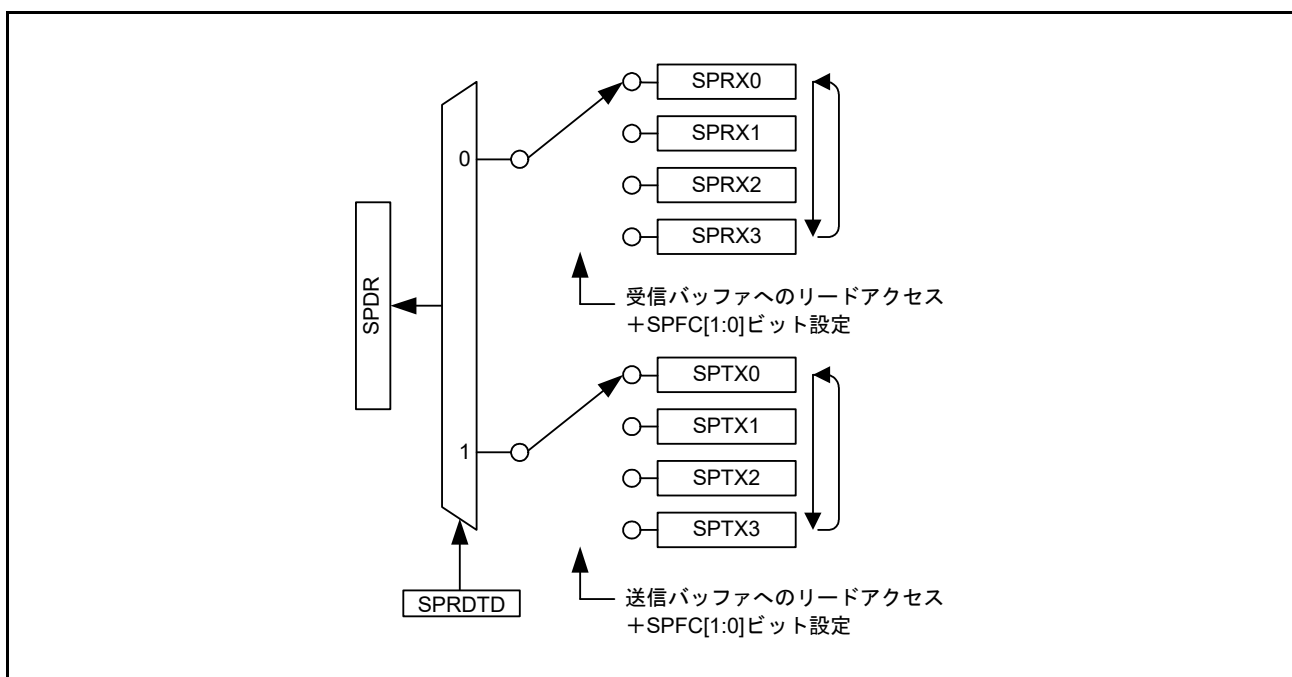 SPRX0
SPRX1
0
SPRX2
SPRX3
SPDR
受信バッファへのリードアクセス
+SPFC[1:0]ビット設定
SPTX0
SPTX1
1
SPTX2
SPTX3
SPRDTD
送信バッファへのリードアクセス
+SPFC[1:0]ビット設定